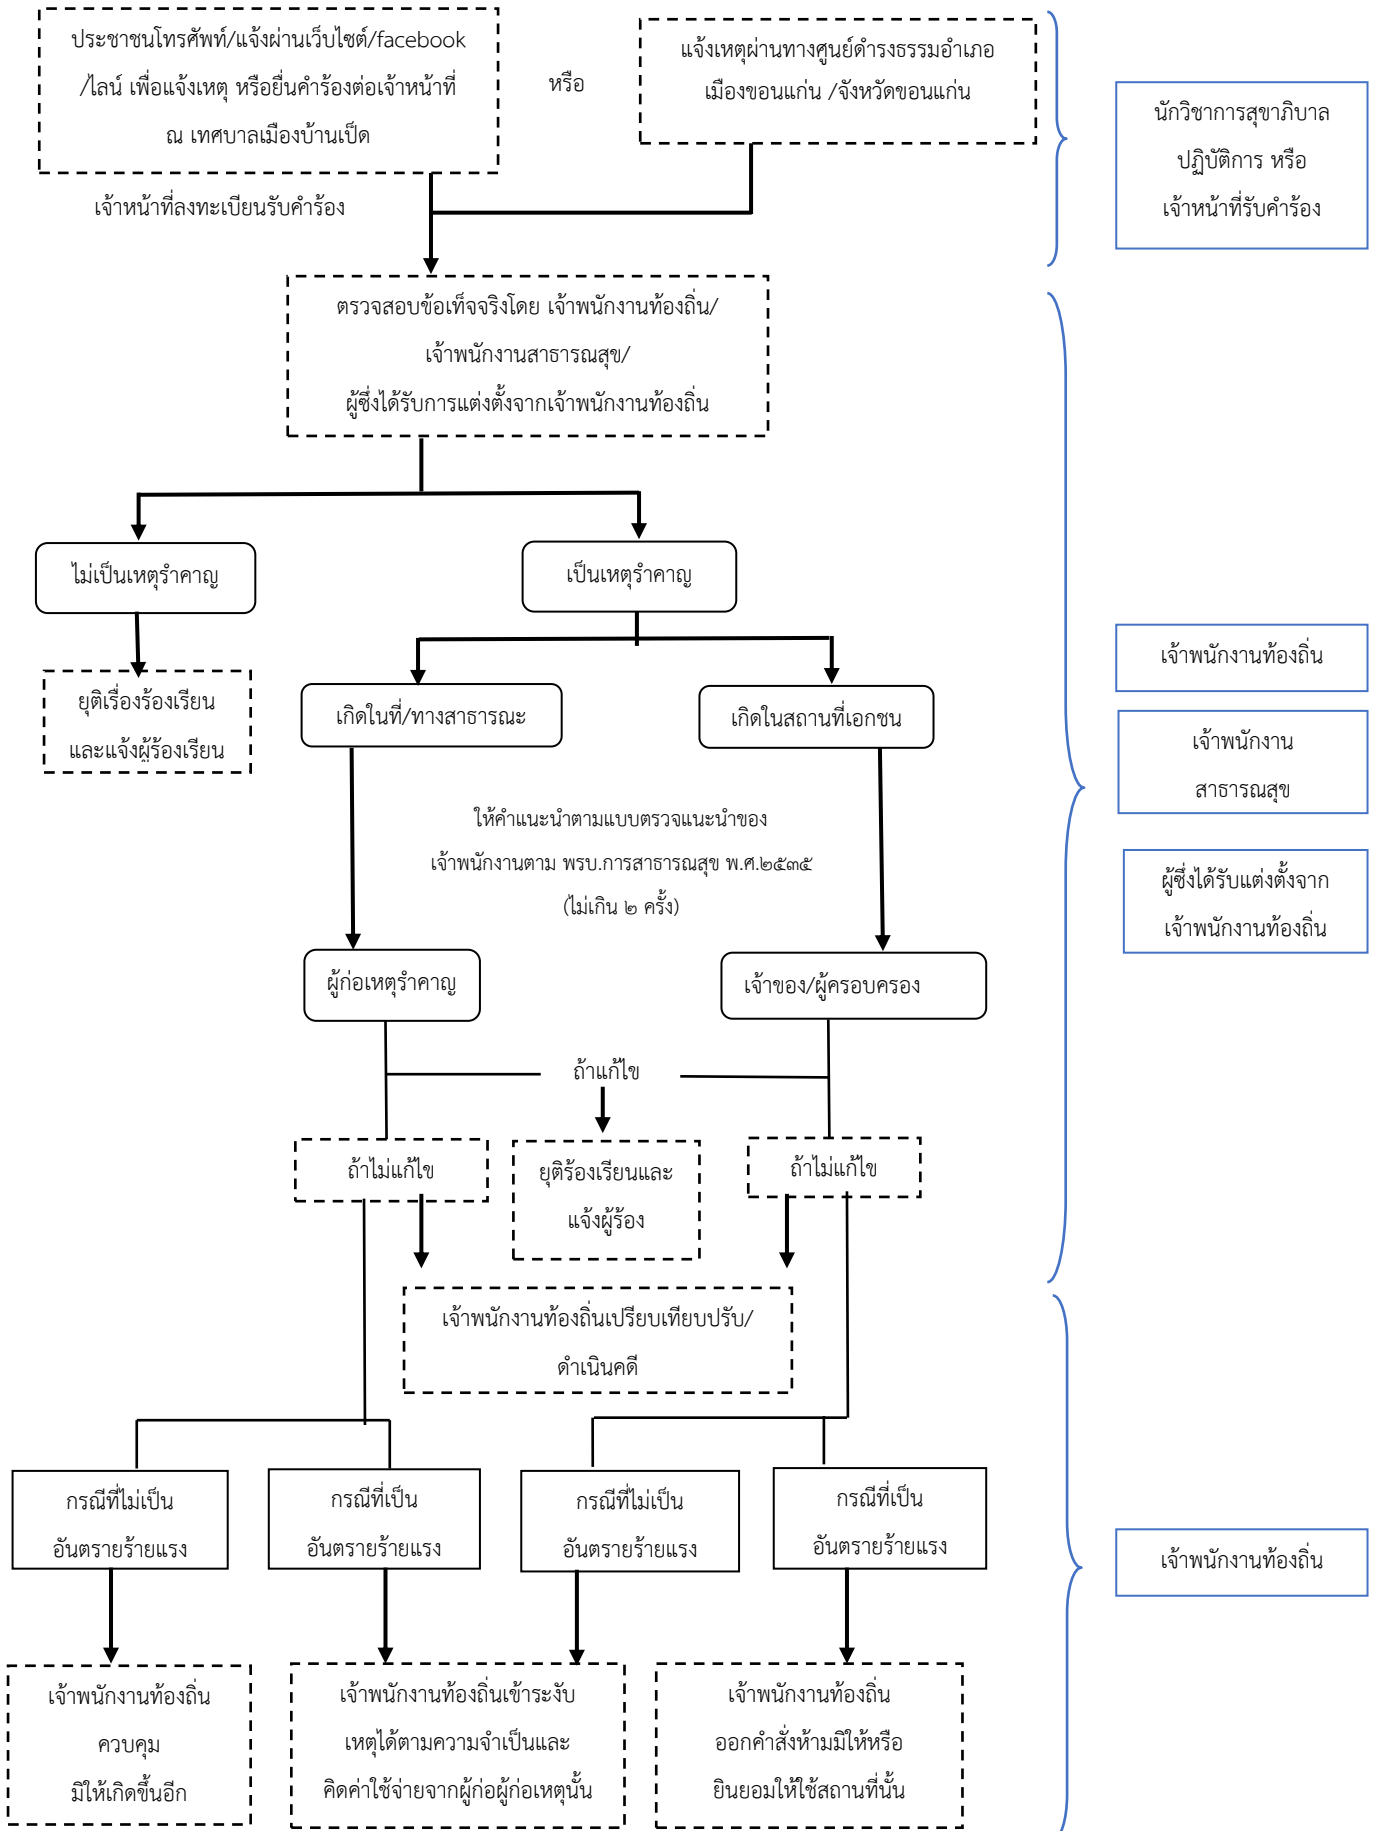 ประชาชนโทรศัพท์/แจ้งผ่านเว็บไซต์/facebook
/ไลน์ เพื่อแจ้งเหตุ หรือยื่นคำร้องต่อเจ้าหน้าที่
ณ เทศบาลเมืองบ้านเป็ด
หรือ
แจ้งเหตุผ่านทางศูนย์ดำรงธรรมอำเภอ
เมืองขอนแก่น /จังหวัดขอนแก่น
นักวิชาการสุขาภิบาล
ปฏิบัติการ หรือ
เจ้าหน้าที่รับคำร้อง
เจ้าหน้าที่ลงทะเบียนรับคำร้อง
ตรวจสอบข้อเท็จจริงโดย เจ้าพนักงานท้องถิ่น/
เจ้าพนักงานสาธารณสุข/
ผู้ซึ่งได้รับการแต่งตั้งจากเจ้าพนักงานท้องถิ่น
ไม่เป็นเหตุรำคาญ
เป็นเหตุรำคาญ
ยุติเรื่องร้องเรียน
และแจ้งผู้ร้องเรียน
เกิดในที่/ทางสาธารณะ
เกิดในสถานที่เอกชน
เจ้าพนักงานท้องถิ่น
เจ้าพนักงาน
สาธารณสุข
ผู้ซึ่งได้รับแต่งตั้งจาก
เจ้าพนักงานท้องถิ่น
ให้คำแนะนำตามแบบตรวจแนะนำของ
เจ้าพนักงานตาม พรบ.การสาธารณสุข พ.ศ.๒๕๓๕
(ไม่เกิน ๒ ครั้ง)
ผู้ก่อเหตุรำคาญ
เจ้าของ/ผู้ครอบครอง
ถ้าแก้ไข
ถ้าไม่แก้ไข
ยุติร้องเรียนและ
แจ้งผู้ร้อง
ถ้าไม่แก้ไข
เจ้าพนักงานท้องถิ่นเปรียบเทียบปรับ/
ดำเนินคดี
กรณีที่ไม่เป็น
อันตรายร้ายแรง
กรณีที่เป็น
อันตรายร้ายแรง
กรณีที่ไม่เป็น
อันตรายร้ายแรง
กรณีที่เป็น
อันตรายร้ายแรง
เจ้าพนักงานท้องถิ่น
เจ้าพนักงานท้องถิ่น
ควบคุม
มิให้เกิดขึ้นอีก
เจ้าพนักงานท้องถิ่นเข้าระงับ
เหตุได้ตามความจำเป็นและ
คิดค่าใช้จ่ายจากผู้ก่อผู้ก่อเหตุนั้น
เจ้าพนักงานท้องถิ่น
ออกคำสั่งห้ามมิให้หรือ
ยินยอมให้ใช้สถานที่นั้น